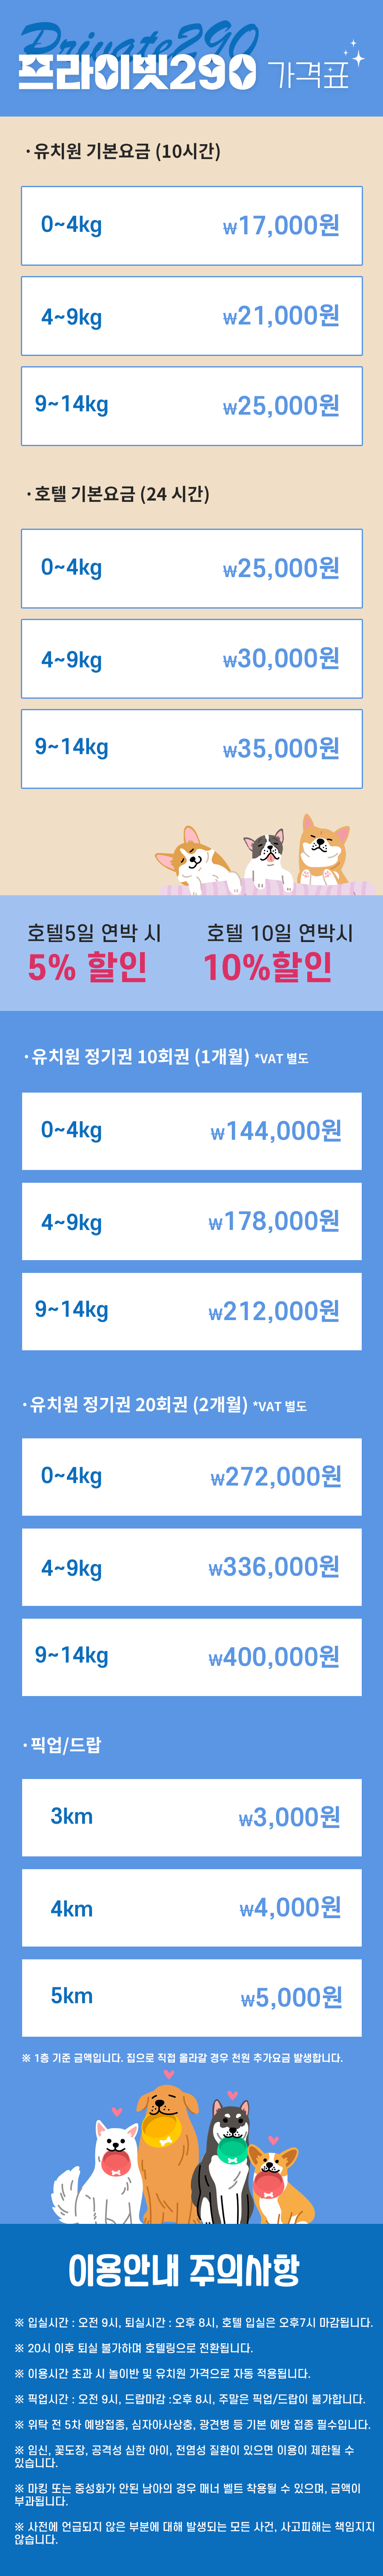 Private290
프라이빗290 가격표
· 유치원 기본요금 (10시간)
0~4kg ₩17,000원
4~9kg ₩21,000원
9~14kg ₩25,000원
· 호텔 기본요금 (24 시간)
0~4kg ₩25,000원
4~9kg ₩30,000원
9~14kg ₩35,000원
호텔5일 연박 시 호텔 10일 연박시
5% 할인 10%할인
· 유치원 정기권 10회권 (1개월) *VAT 별도
0~4kg ₩144,000원
4~9kg ₩178,000원
9~14kg ₩212,000원
· 유치원 정기권 20회권 (2개월) *VAT 별도
0~4kg ₩272,000원
4~9kg ₩336,000원
9~14kg ₩400,000원
· 픽업/드랍
3km ₩3,000원
4km ₩4,000원
5km ₩5,000원
※ 1층 기준 금액입니다. 집으로 직접 올라갈 경우 천원 추가요금 발생합니다.
이용안내 주의사항
※ 입실시간 : 오전 9시, 퇴실시간 : 오후 8시, 호텔 입실은 오후7시 마감됩니다.
※ 20시 이후 퇴실 불가하며 호텔링으로 전환됩니다.
※ 이용시간 초과 시 놀이반 및 유치원 가격으로 자동 적용됩니다.
※ 픽업시간 : 오전 9시, 드랍마감 :오후 8시, 주말은 픽업/드랍이 불가합니다.
※ 위탁 전 5차 예방접종, 심자아사상충, 광견병 등 기본 예방 접종 필수입니다.
※ 임신, 꽃도장, 공격성 심한 아이, 전염성 질환이 있으면 이용이 제한될 수
있습니다.
※ 마킹 또는 중성화가 안된 남아의 경우 매너 벨트 착용될 수 있으며, 금액이
부과됩니다.
※ 사전에 언급되지 않은 부분에 대해 발생되는 모든 사건, 사고피해는 책임지지
않습니다.